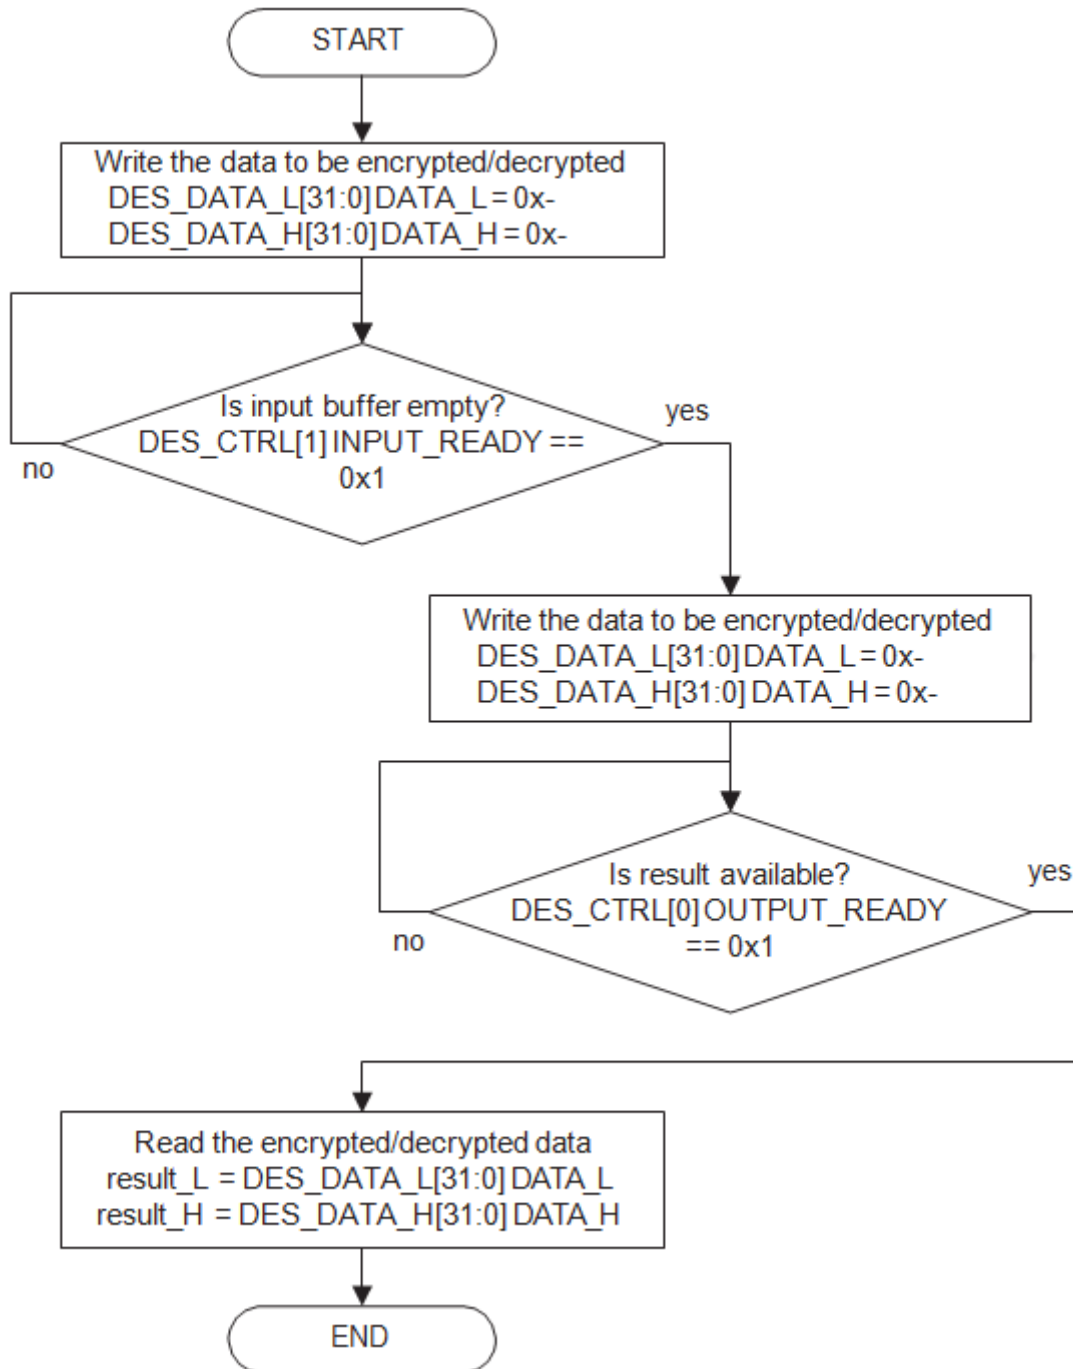 START
Write the data to be encrypted/decrypted
DES_DATA_L[31:0] DATA_L = 0x-
DES_DATA_H[31:0] DATA_H = 0x-
Is input buffer empty?
DES_CTRL[1] INPUT_READY ==
0x1
yes
no
Write the data to be encrypted/decrypted
DES_DATA_L[31:0] DATA_L = 0x-
DES_DATA_H[31:0] DATA_H = 0x-
Is result available?
DES_CTRL[0] OUTPUT_READY
== 0x1
yes
no
Read the encrypted/decrypted data
result_L = DES_DATA_L[31:0] DATA_L
result_H = DES_DATA_H[31:0] DATA_H
END